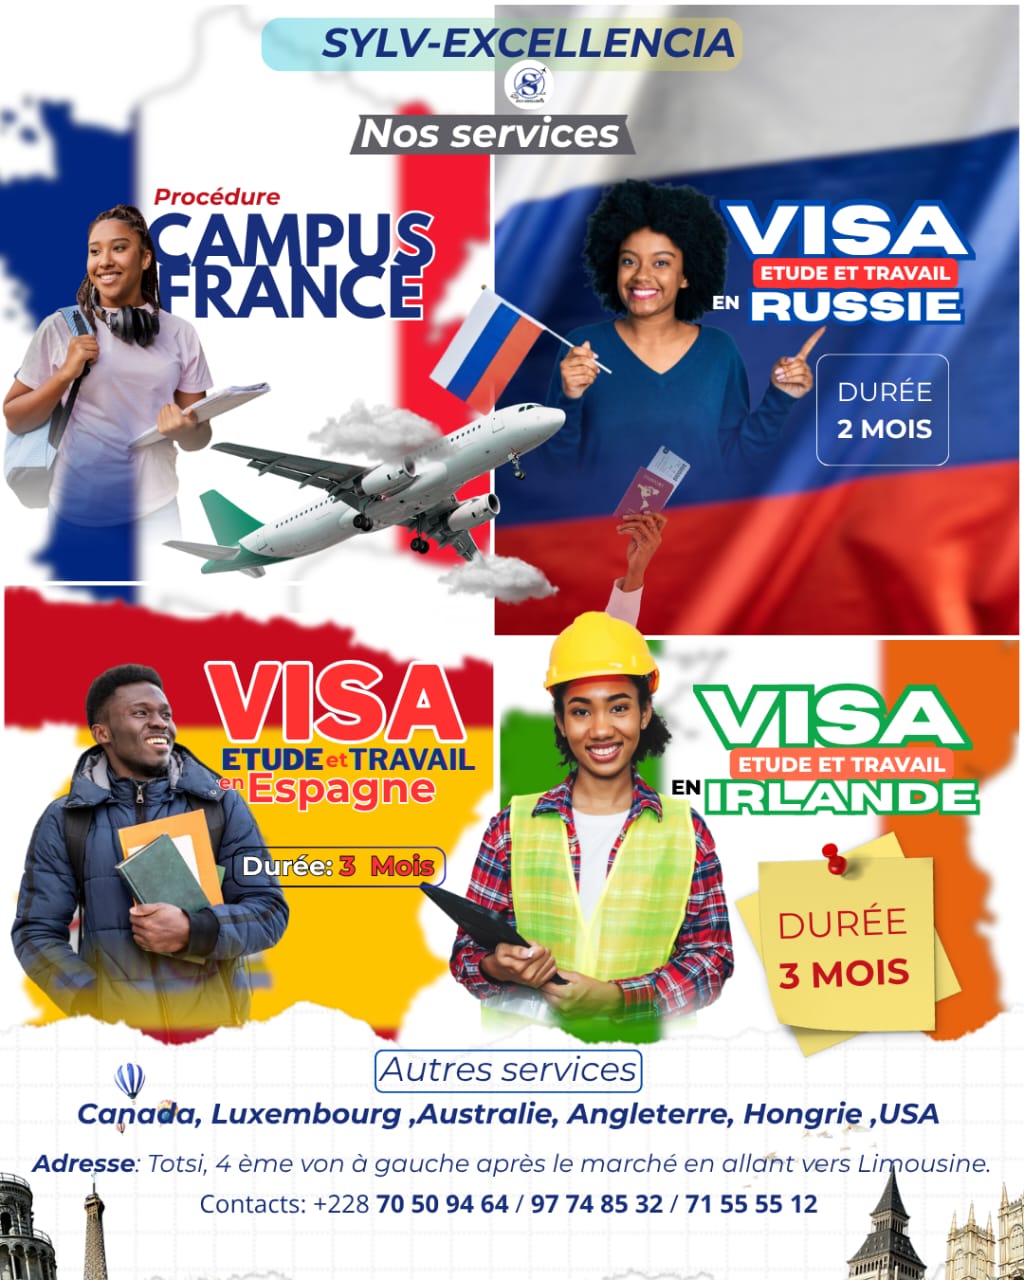 SYLV-EXCELLENCIA
S
Nos services
Procédure
CAMPUS
FRANCE
VISA
ETUDE ET TRAVAIL
EN RUSSIE
DURÉE
2 MOIS
VISA
ETUDE et TRAVAIL
en Espagne
Durée: 3 Mois
VISA
ETUDE ET TRAVAIL
EN IRLANDE
DURÉE
3 MOIS
Autres services
Canada, Luxembourg ,Australie, Angleterre, Hongrie ,USA
Adresse: Totsi, 4 ème von à gauche après le marché en allant vers Limousine.
Contacts: +228 70 50 94 64 / 97 74 85 32 / 71 55 55 12